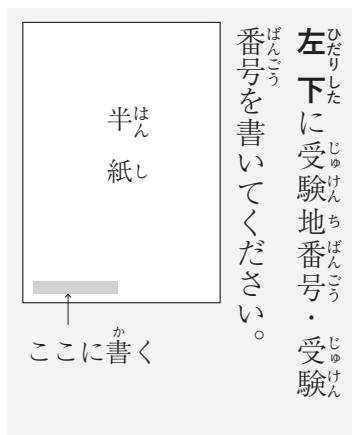 左下に受験地番号・受験
番号を書いてください。
半紙
ここに書く